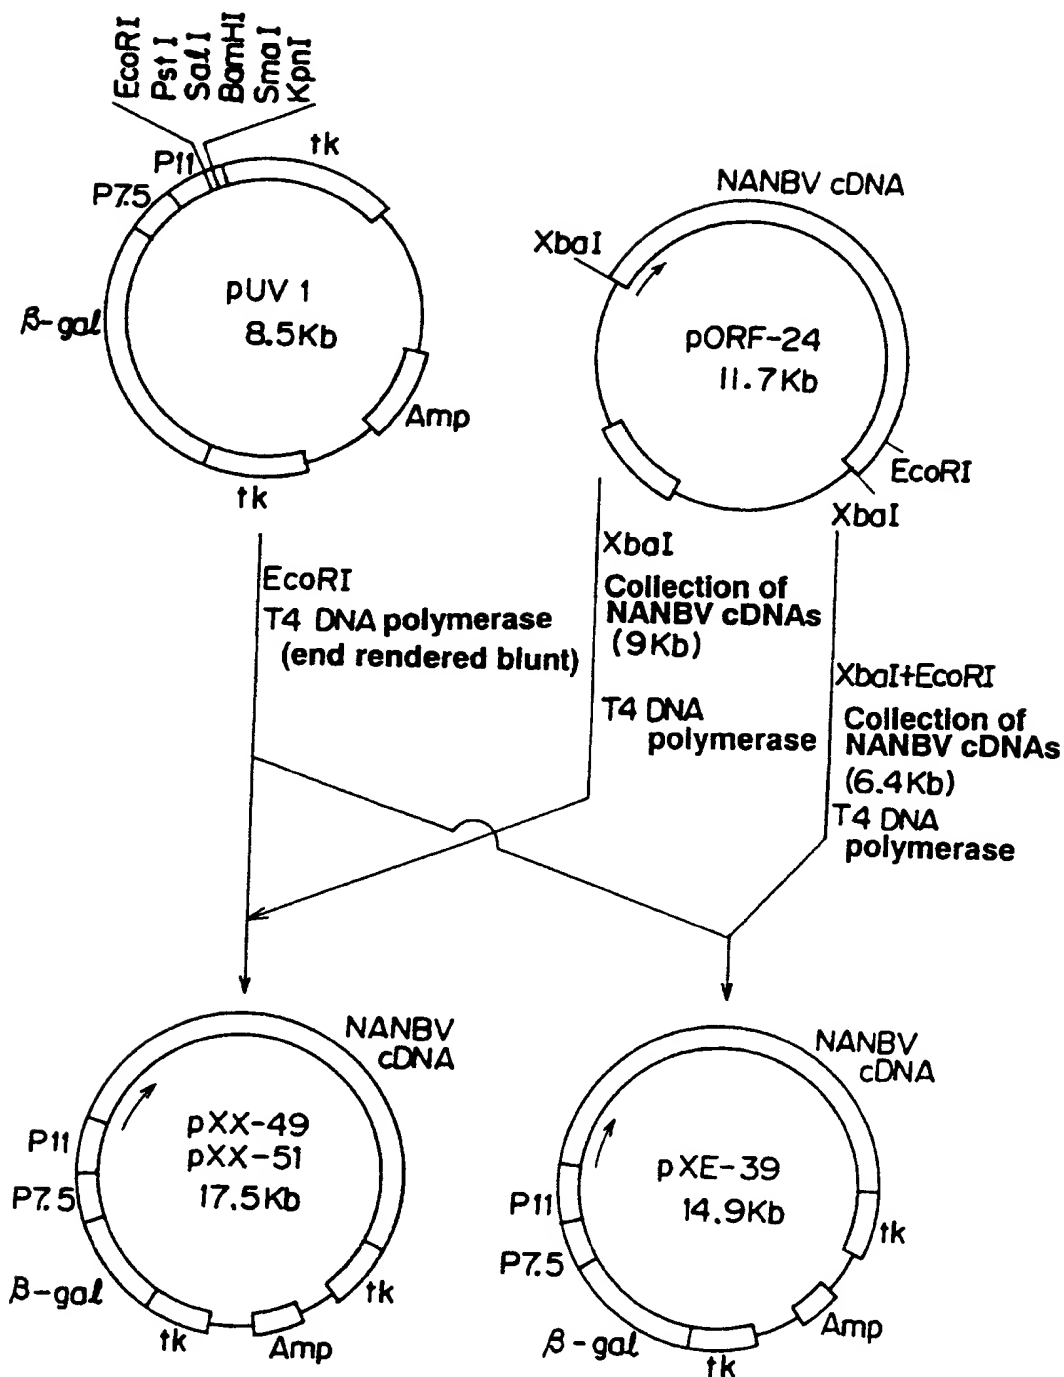 EcoRI
Pst I
Sal I
BamHI
SmaI
KpnI
P11
tk
P7.5
β-gal
pUV 1
8.5Kb
Amp
tk
NANBV cDNA
XbaI
pORF-24
11.7Kb
EcoRI
XbaI
EcoRI
T4 DNA polymerase
(end rendered blunt)
XbaI
Collection of
NANBV cDNAs
(9Kb)
T4 DNA
polymerase
XbaI+EcoRI
Collection of
NANBV cDNAs
(6.4Kb)
T4 DNA
polymerase
NANBV
cDNA
P11
P7.5
β-gal
tk
Amp
tk
pXX-49
pXX-51
17.5Kb
NANBV
cDNA
P11
P7.5
β-gal
tk
Amp
tk
pXE-39
14.9Kb